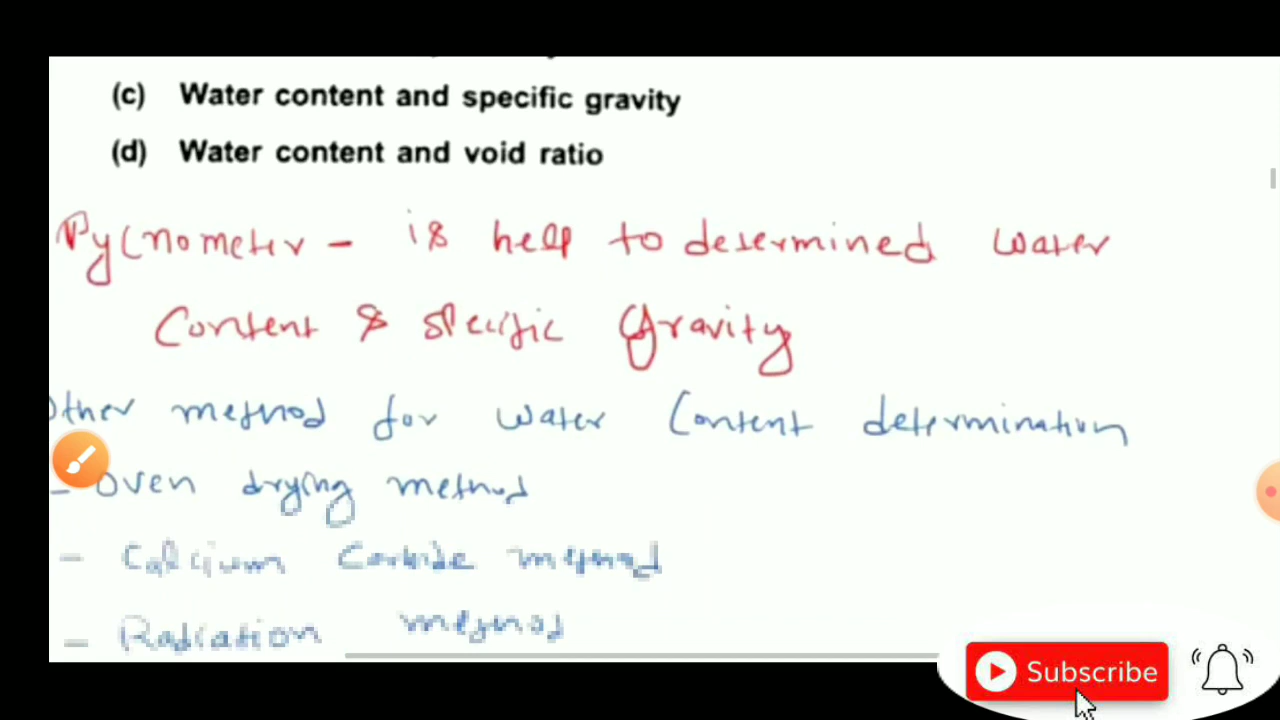 (c) Water content and specific gravity
(d) Water content and void ratio
Pycnometer - is help to determined water
Content & specific Gravity
Other method for water Content determination
- Oven drying method
- Calcium Carbide method
- Radiation method
Subscribe